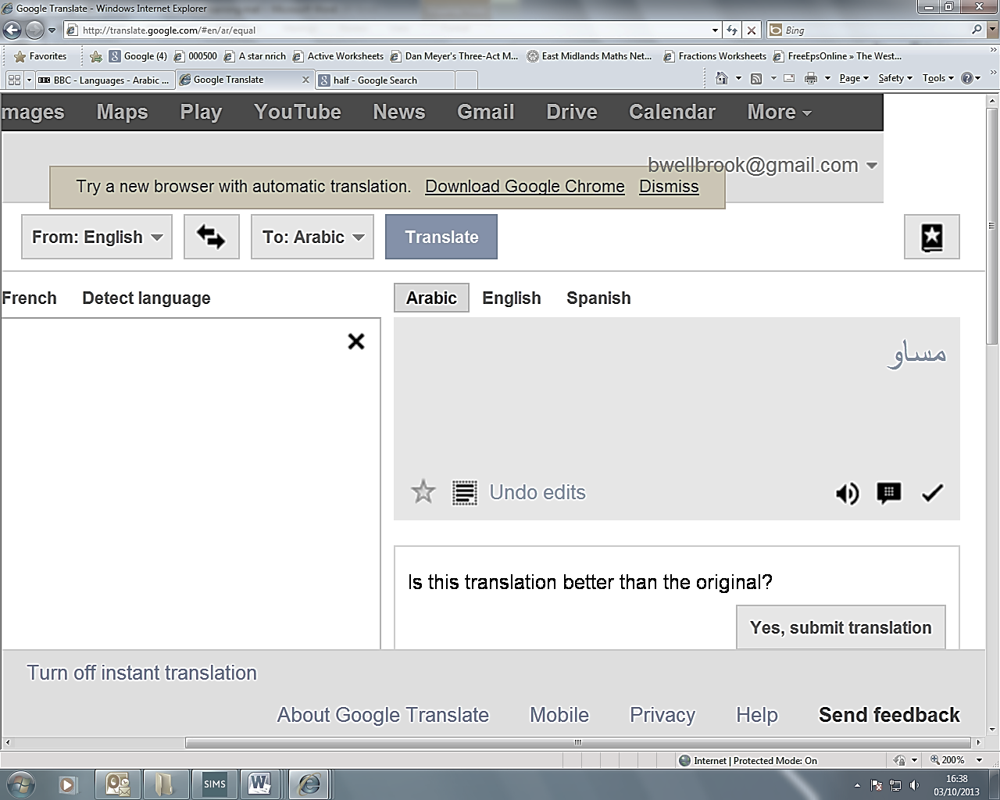 Google Translate - Windows Internet Explorer
http://translate.google.com/#en/ar/equal
Bing
Favorites
Google (4)
000500
A star nrich
Active Worksheets
Dan Meyer's Three-Act M...
East Midlands Maths Net...
Fractions Worksheets
FreeEpsOnline » The West...
BBC - Languages - Arabic ...
Google Translate
half - Google Search
Page
Safety
Tools
mages Maps Play YouTube News Gmail Drive Calendar More
bwellbrook@gmail.com
Try a new browser with automatic translation. Download Google Chrome Dismiss
From: English
To: Arabic
Translate
French Detect language
Arabic English Spanish
مساو
Undo edits
Is this translation better than the original?
Yes, submit translation
Turn off instant translation
About Google Translate Mobile Privacy Help Send feedback
Internet | Protected Mode: On
200%
SIMS
16:38
03/10/2013